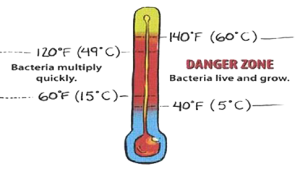 140°F (60°C)
120°F (49°C)
Bacteria multiply
quickly.
DANGER ZONE
Bacteria live and grow.
60°F (15°C)
40°F (5°C)